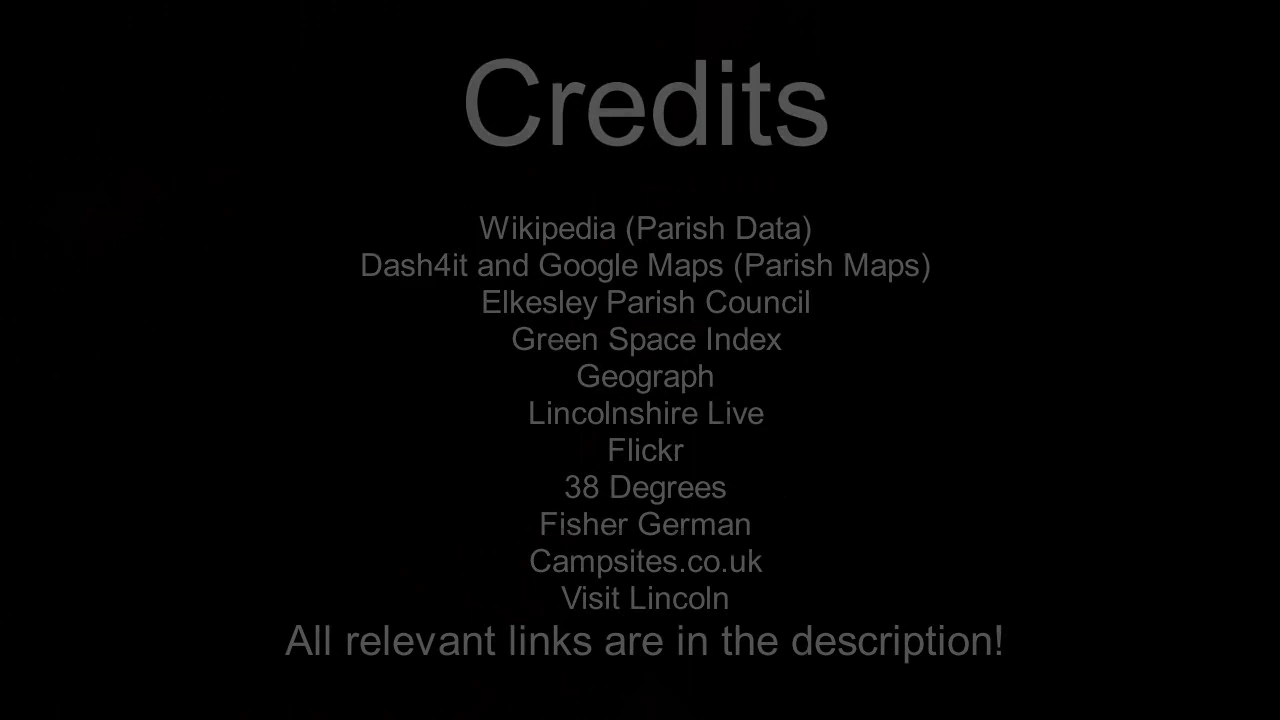 Credits
Wikipedia (Parish Data)
Dash4it and Google Maps (Parish Maps)
Elkesley Parish Council
Green Space Index
Geograph
Lincolnshire Live
Flickr
38 Degrees
Fisher German
Campsites.co.uk
Visit Lincoln
All relevant links are in the description!